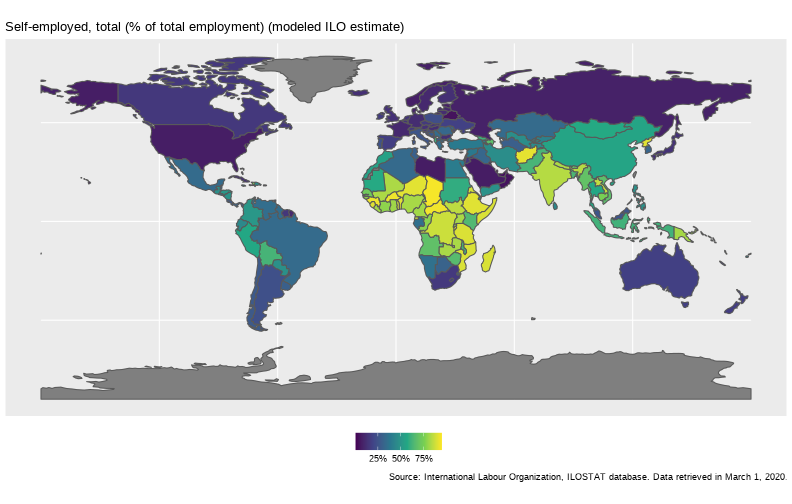 Self-employed, total (% of total employment) (modeled ILO estimate)
25% 50% 75%
Source: International Labour Organization, ILOSTAT database. Data retrieved in March 1, 2020.